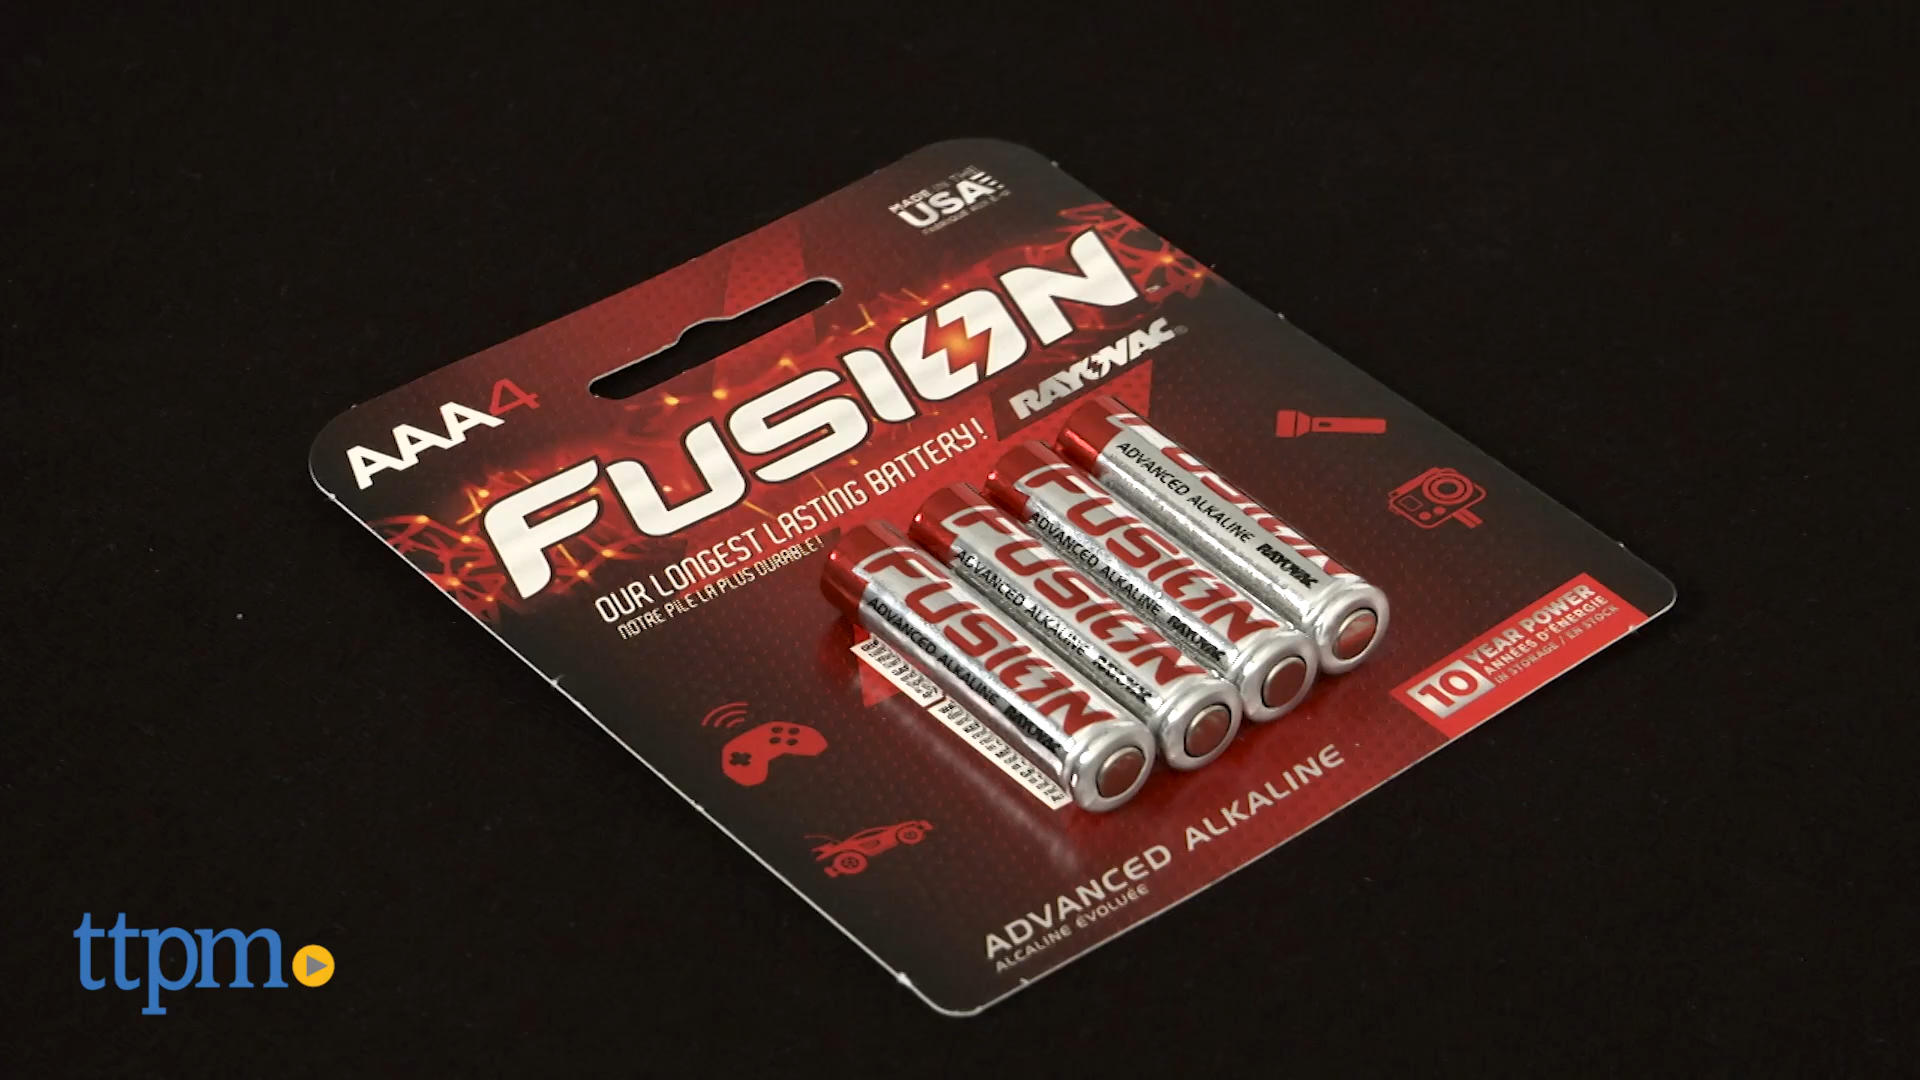 MADE IN THE
USA
AAA4
FUSION™
RAYOVAC®
OUR LONGEST LASTING BATTERY!
NOTRE PILE LA PLUS DURABLE!
FUSION
ADVANCED ALKALINE RAYOVAC
FUSION
ADVANCED ALKALINE RAYOVAC
FUSION
ADVANCED ALKALINE RAYOVAC
FUSION
ADVANCED ALKALINE RAYOVAC
10 YEAR POWER
ANNÉES D'ÉNERGIE
IN STORAGE / EN STOCK
ADVANCED ALKALINE
ALCALINE ÉVOLUÉE
ttpm